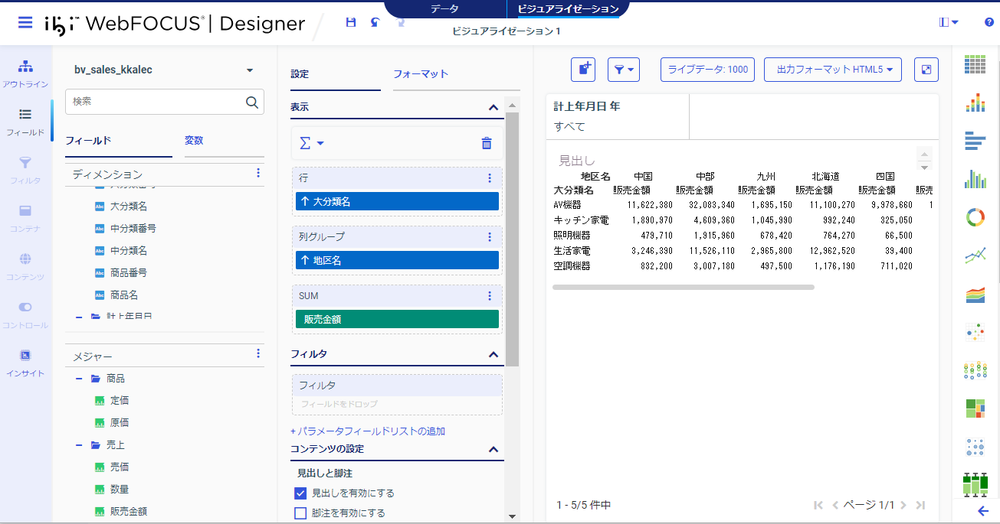 データ ビジュアライゼーション
ibi™ WebFOCUS® | Designer
ビジュアライゼーション 1
アウトライン
フィールド
フィルタ
コンテナ
コンテンツ
コントロール
インサイト
bv_sales_kkalec
検索
フィールド 変数
ディメンション
大分類番号
Abc 大分類名
Abc 中分類番号
Abc 中分類名
Abc 商品番号
Abc 商品名
計上年月日
メジャー
商品
定価
原価
売上
売価
数量
販売金額
設定 フォーマット
表示
Σ
行
↑ 大分類名
列グループ
↑ 地区名
SUM
販売金額
フィルタ
フィルタ
フィールドをドロップ
+ パラメータフィールドリストの追加
コンテンツの設定
見出しと脚注
見出しを有効にする
脚注を有効にする
ライブデータ: 1000 出力フォーマット HTML5
計上年月日 年
すべて
見出し
地区名 中国 中部 九州 北海道 四国
大分類名 販売金額 販売金額 販売金額 販売金額 販売金額 販売
AV機器 11,622,380 32,083,340 1,695,150 11,100,270 9,978,660 1
キッチン家電 1,890,970 4,609,360 1,045,990 992,240 325,050
照明機器 479,710 1,915,960 678,420 764,270 66,500
生活家電 3,246,390 11,526,110 2,965,800 12,962,520 39,400
空調機器 832,200 3,007,180 497,500 1,176,190 711,020
1 - 5/5 件中 ページ 1/1